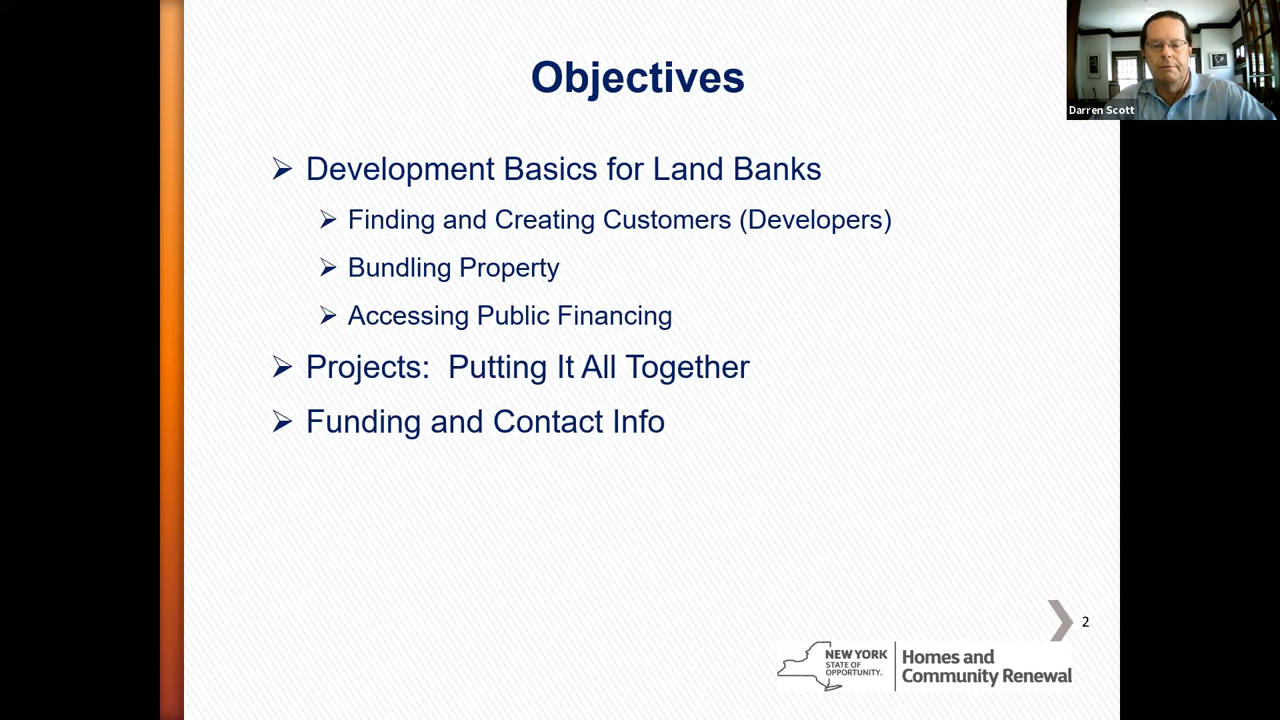 Objectives
Darren Scott
Development Basics for Land Banks
Finding and Creating Customers (Developers)
Bundling Property
Accessing Public Financing
Projects: Putting It All Together
Funding and Contact Info
2
NEW YORK
STATE OF
OPPORTUNITY.
Homes and
Community Renewal